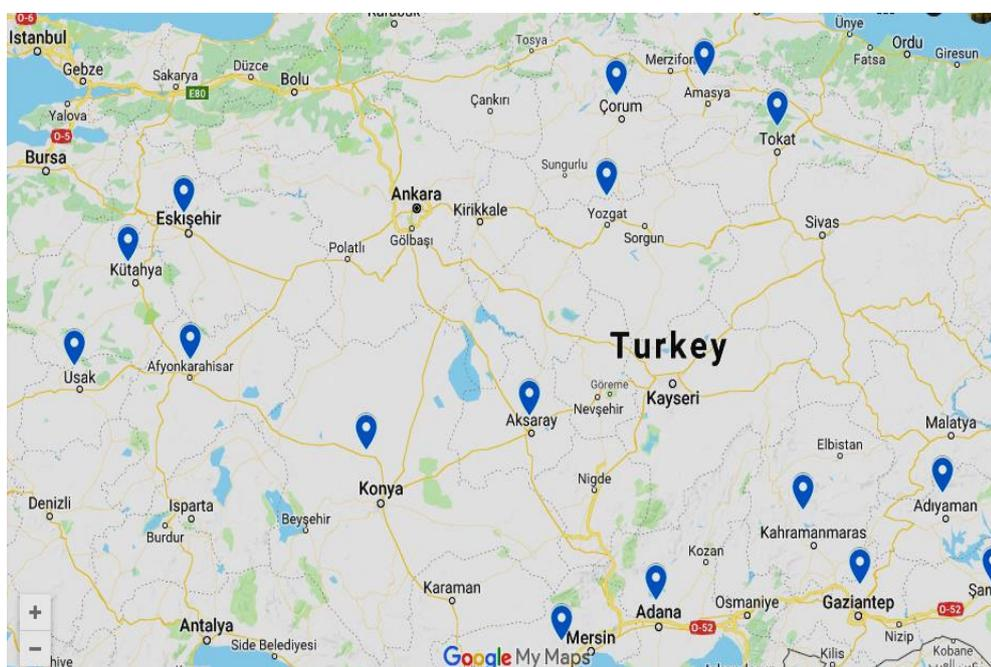 O-6
Istanbul
Gebze
Yalova
O-5
Bursa
Sakarya
E80
Düzce
Bolu
Çankırı
Tosya
Merzifon
Çorum
Amasya
Tokat
Ünye
Fatsa
Ordu
Giresun
Eskişehir
Kütahya
Ankara
Gölbaşı
Polatlı
Kirikkale
Sungurlu
Yozgat
Sorgun
Sivas
Uşak
Afyonkarahisar
Turkey
Göreme
Nevşehir
Kayseri
Aksaray
Malatya
Elbistan
Denizli
Isparta
Burdur
Beyşehir
Konya
Nigde
Kahramanmaras
Adıyaman
Karaman
Kozan
Adana
Osmaniye
O-52
Gaziantep
O-52
Nizip
Antalya
Side Belediyesi
Mersin
Kilis
Kobane
+
−
Google My Maps